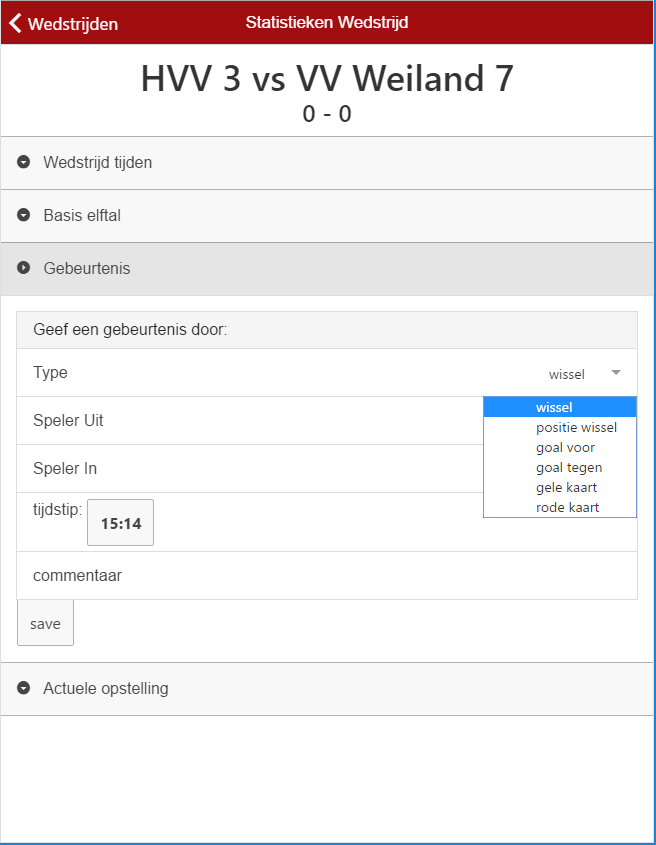 Wedstrijden
Statistieken Wedstrijd
HVV 3 vs VV Weiland 7
0 - 0
Wedstrijd tijden
Basis elftal
Gebeurtenis
Geef een gebeurtenis door:
Type
wissel
Speler Uit
wissel
positie wissel
goal voor
Speler In
goal tegen
gele kaart
rode kaart
tijdstip:
15:14
commentaar
save
Actuele opstelling